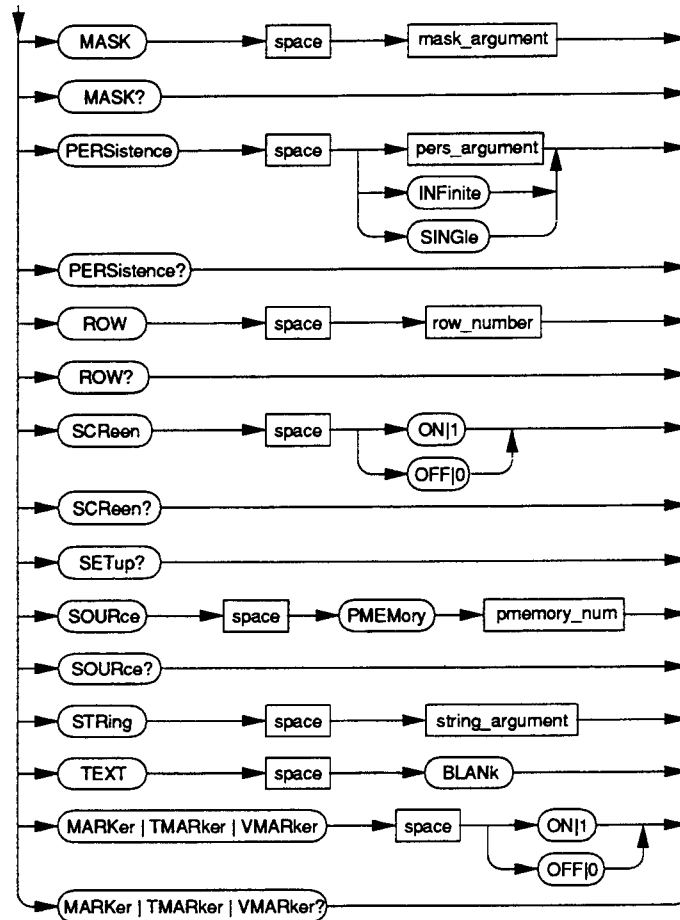 MASK space mask_argument
MASK?
PERSistence space pers_argument
INFinite
SINGle
PERSistence?
ROW space row_number
ROW?
SCReen space ON|1
OFF|0
SCReen?
SETup?
SOURce space PMEMory pmemory_num
SOURce?
STRing space string_argument
TEXT space BLANk
MARKer | TMARker | VMARker space ON|1
OFF|0
MARKer | TMARker | VMARker?